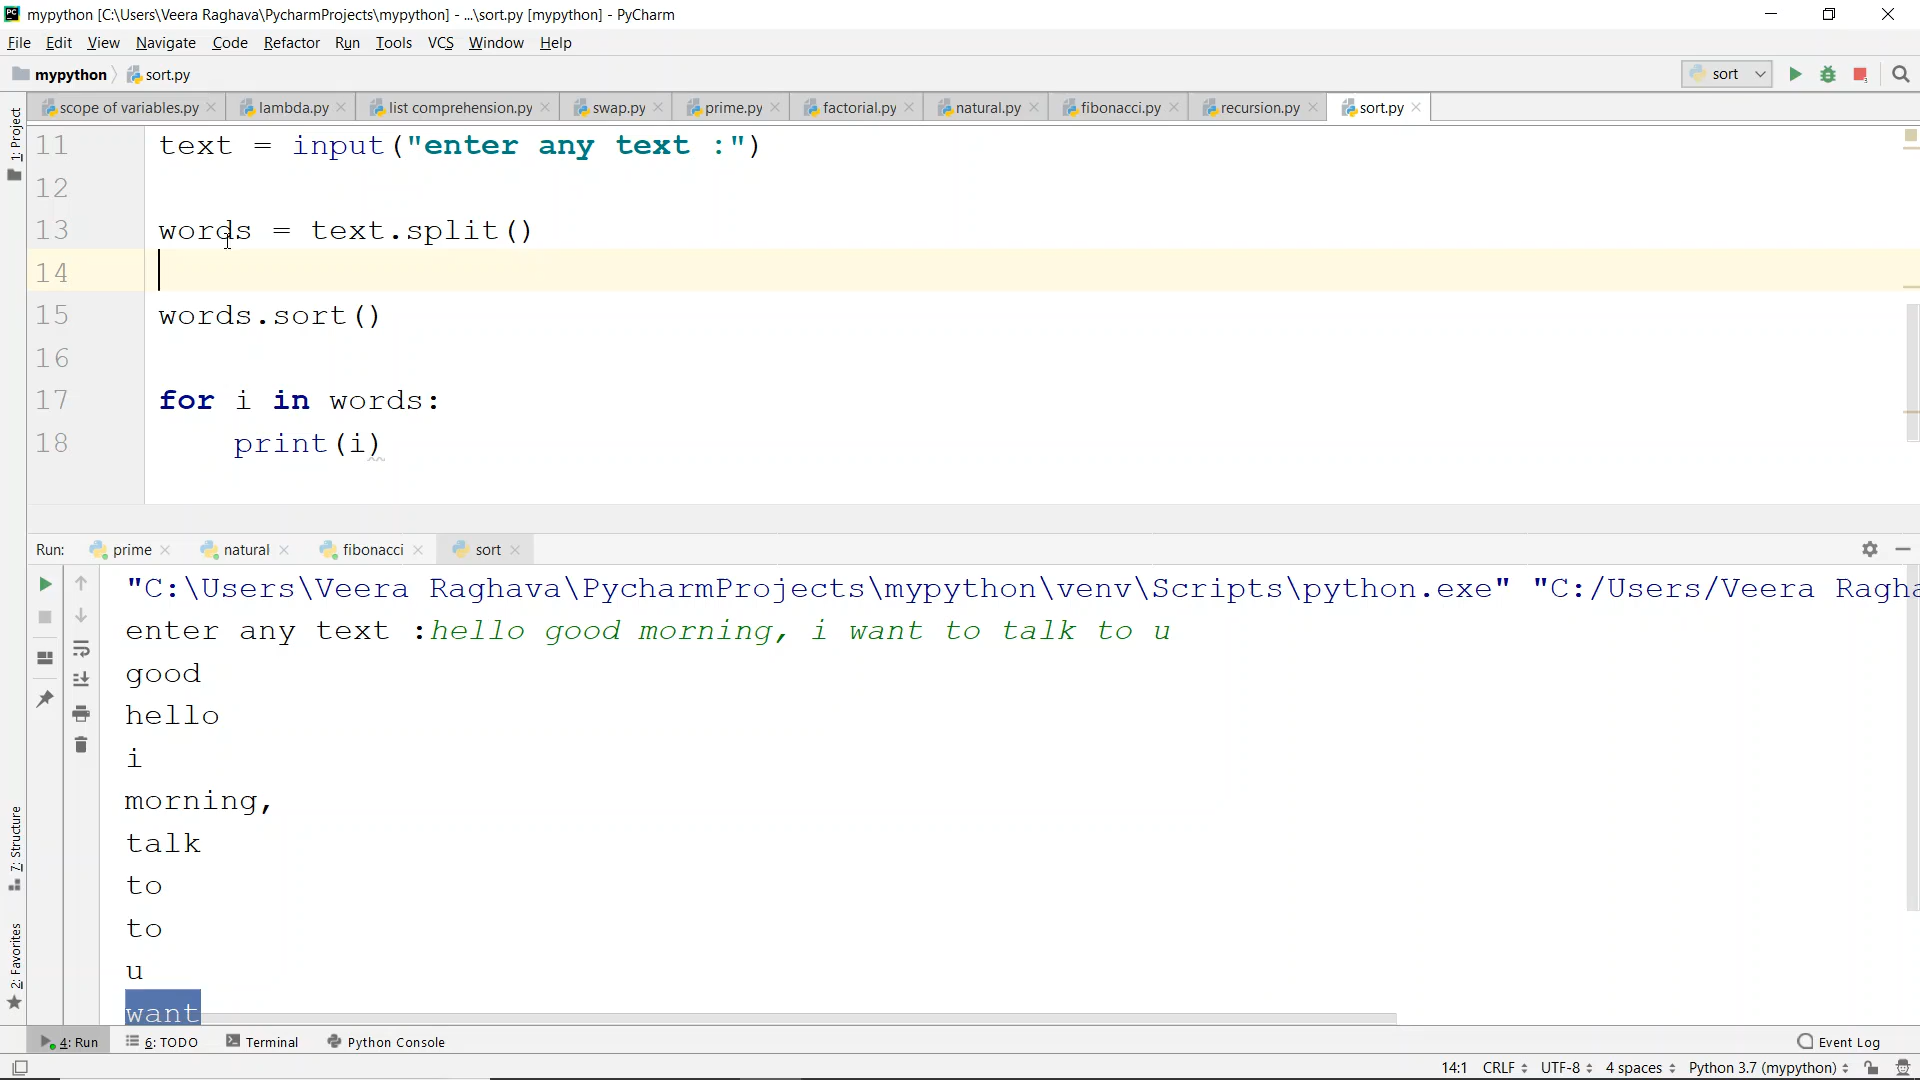 mypython [C:\Users\Veera Raghava\PycharmProjects\mypython] - ...\sort.py [mypython] - PyCharm
File Edit View Navigate Code Refactor Run Tools VCS Window Help
mypython sort.py sort
scope of variables.py lambda.py list comprehension.py swap.py prime.py factorial.py natural.py fibonacci.py recursion.py sort.py
1: Project
11 text = input("enter any text :")
12
13 words = text.split()
14
15 words.sort()
16
17 for i in words:
18 print(i)
Run: prime natural fibonacci sort
"C:\Users\Veera Raghava\PycharmProjects\mypython\venv\Scripts\python.exe" "C:/Users/Veera Ragha
enter any text :hello good morning, i want to talk to u
good
hello
i
morning,
talk
to
to
u
want
7: Structure
2: Favorites
4: Run 6: TODO Terminal Python Console Event Log
14:1 CRLF UTF-8 4 spaces Python 3.7 (mypython)